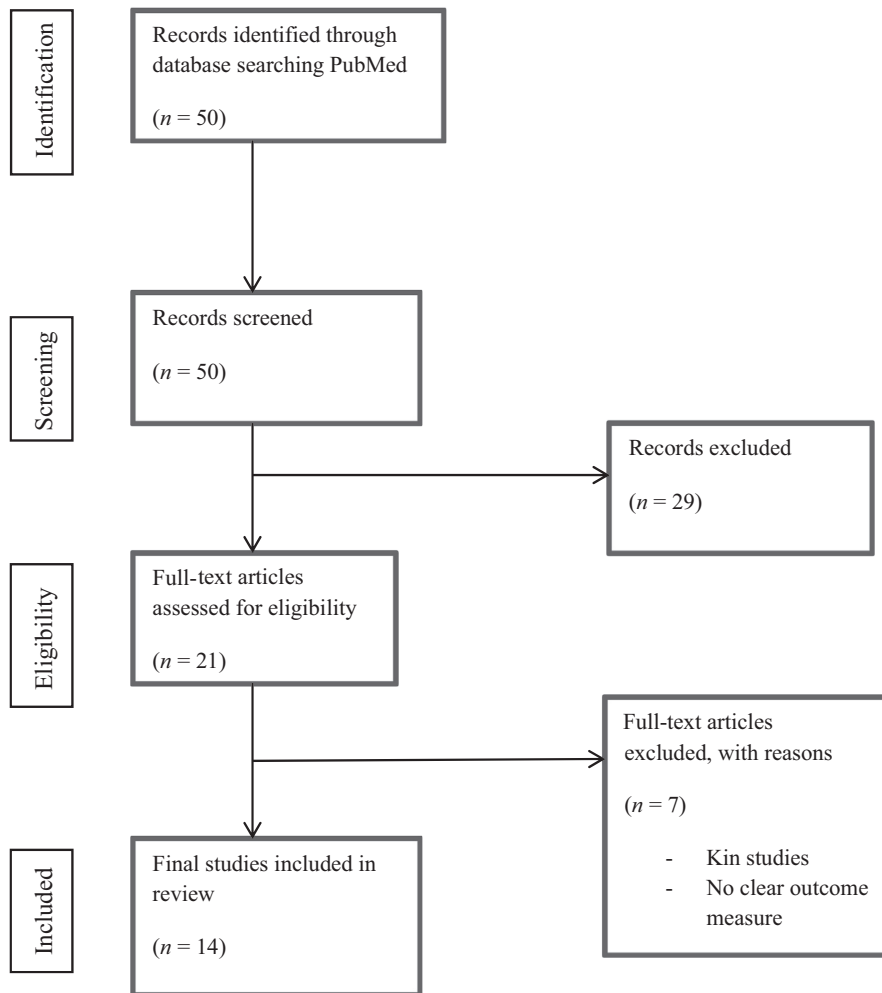 Identification
Records identified through
database searching PubMed
(n = 50)
Screening
Records screened
(n = 50)
Records excluded
(n = 29)
Eligibility
Full-text articles
assessed for eligibility
(n = 21)
Full-text articles
excluded, with reasons
(n = 7)
- Kin studies
- No clear outcome
measure
Included
Final studies included in
review
(n = 14)